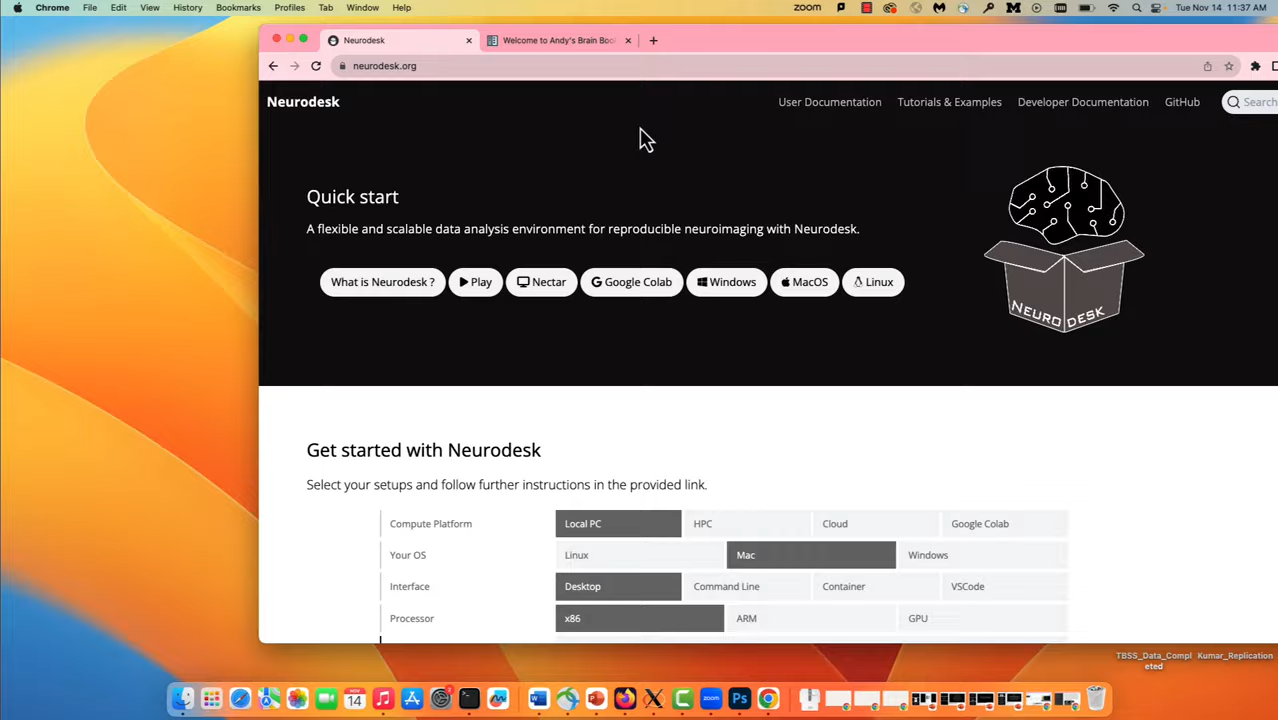 Chrome File Edit View History Bookmarks Profiles Tab Window Help zoom Tue Nov 14 11:37 AM
Neurodesk Welcome to Andy's Brain Boo
neurodesk.org
Neurodesk User Documentation Tutorials & Examples Developer Documentation GitHub Search
Quick start
A flexible and scalable data analysis environment for reproducible neuroimaging with Neurodesk.
What is Neurodesk ? Play Nectar Google Colab Windows MacOS Linux
NEURODESK
Get started with Neurodesk
Select your setups and follow further instructions in the provided link.
Compute Platform Local PC HPC Cloud Google Colab
Your OS Linux Mac Windows
Interface Desktop Command Line Container VSCode
Processor x86 ARM GPU
TBSS_Data_Compl Kumar_Replication
eted
NOV
14
zoom
Ps